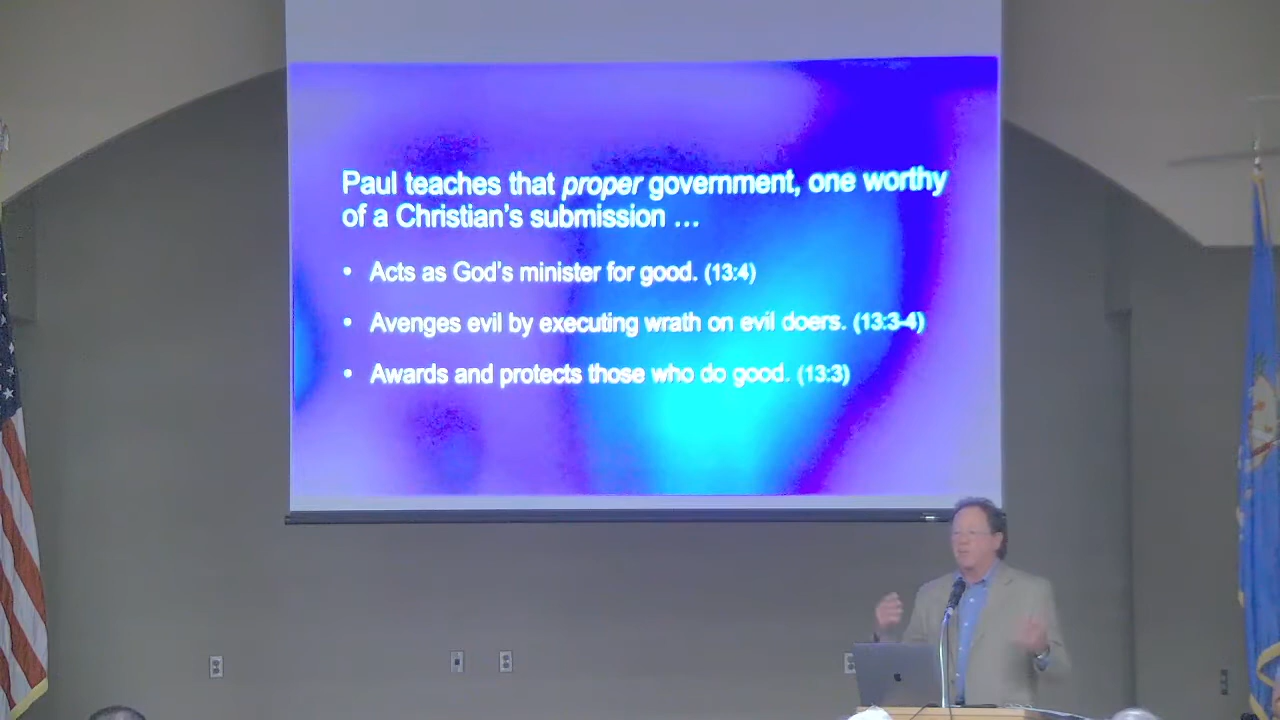 Paul teaches that proper government, one worthy
of a Christian's submission …
• Acts as God's minister for good. (13:4)
• Avenges evil by executing wrath on evil doers. (13:3-4)
• Awards and protects those who do good. (13:3)